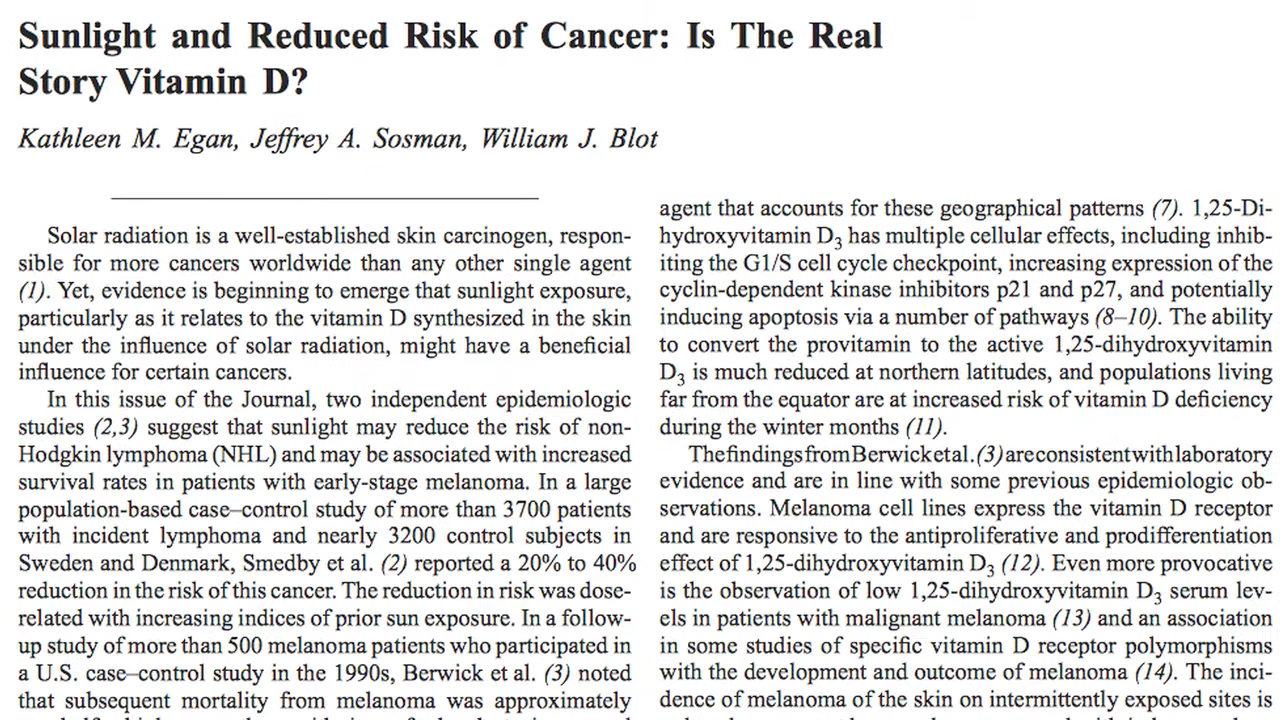 Sunlight and Reduced Risk of Cancer: Is The Real
Story Vitamin D?
Kathleen M. Egan, Jeffrey A. Sosman, William J. Blot
Solar radiation is a well-established skin carcinogen, respon-
sible for more cancers worldwide than any other single agent
(1). Yet, evidence is beginning to emerge that sunlight exposure,
particularly as it relates to the vitamin D synthesized in the skin
under the influence of solar radiation, might have a beneficial
influence for certain cancers.
In this issue of the Journal, two independent epidemiologic
studies (2,3) suggest that sunlight may reduce the risk of non-
Hodgkin lymphoma (NHL) and may be associated with increased
survival rates in patients with early-stage melanoma. In a large
population-based case–control study of more than 3700 patients
with incident lymphoma and nearly 3200 control subjects in
Sweden and Denmark, Smedby et al. (2) reported a 20% to 40%
reduction in the risk of this cancer. The reduction in risk was dose-
related with increasing indices of prior sun exposure. In a follow-
up study of more than 500 melanoma patients who participated in
a U.S. case–control study in the 1990s, Berwick et al. (3) noted
that subsequent mortality from melanoma was approximately
agent that accounts for these geographical patterns (7). 1,25-Di-
hydroxyvitamin D3 has multiple cellular effects, including inhib-
iting the G1/S cell cycle checkpoint, increasing expression of the
cyclin-dependent kinase inhibitors p21 and p27, and potentially
inducing apoptosis via a number of pathways (8–10). The ability
to convert the provitamin to the active 1,25-dihydroxyvitamin
D3 is much reduced at northern latitudes, and populations living
far from the equator are at increased risk of vitamin D deficiency
during the winter months (11).
The findings from Berwick et al. (3) are consistent with laboratory
evidence and are in line with some previous epidemiologic ob-
servations. Melanoma cell lines express the vitamin D receptor
and are responsive to the antiproliferative and prodifferentiation
effect of 1,25-dihydroxyvitamin D3 (12). Even more provocative
is the observation of low 1,25-dihydroxyvitamin D3 serum lev-
els in patients with malignant melanoma (13) and an association
in some studies of specific vitamin D receptor polymorphisms
with the development and outcome of melanoma (14). The inci-
dence of melanoma of the skin on intermittently exposed sites is